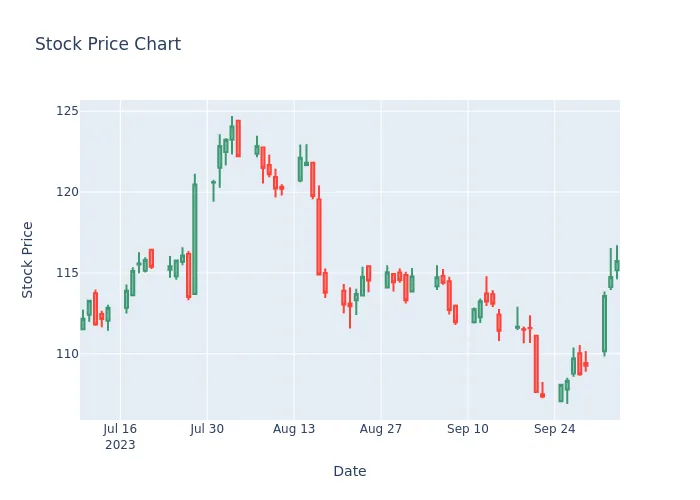 Stock Price Chart
125
120
115
110
Stock Price
Jul 16
2023
Jul 30
Aug 13
Aug 27
Sep 10
Sep 24
Date